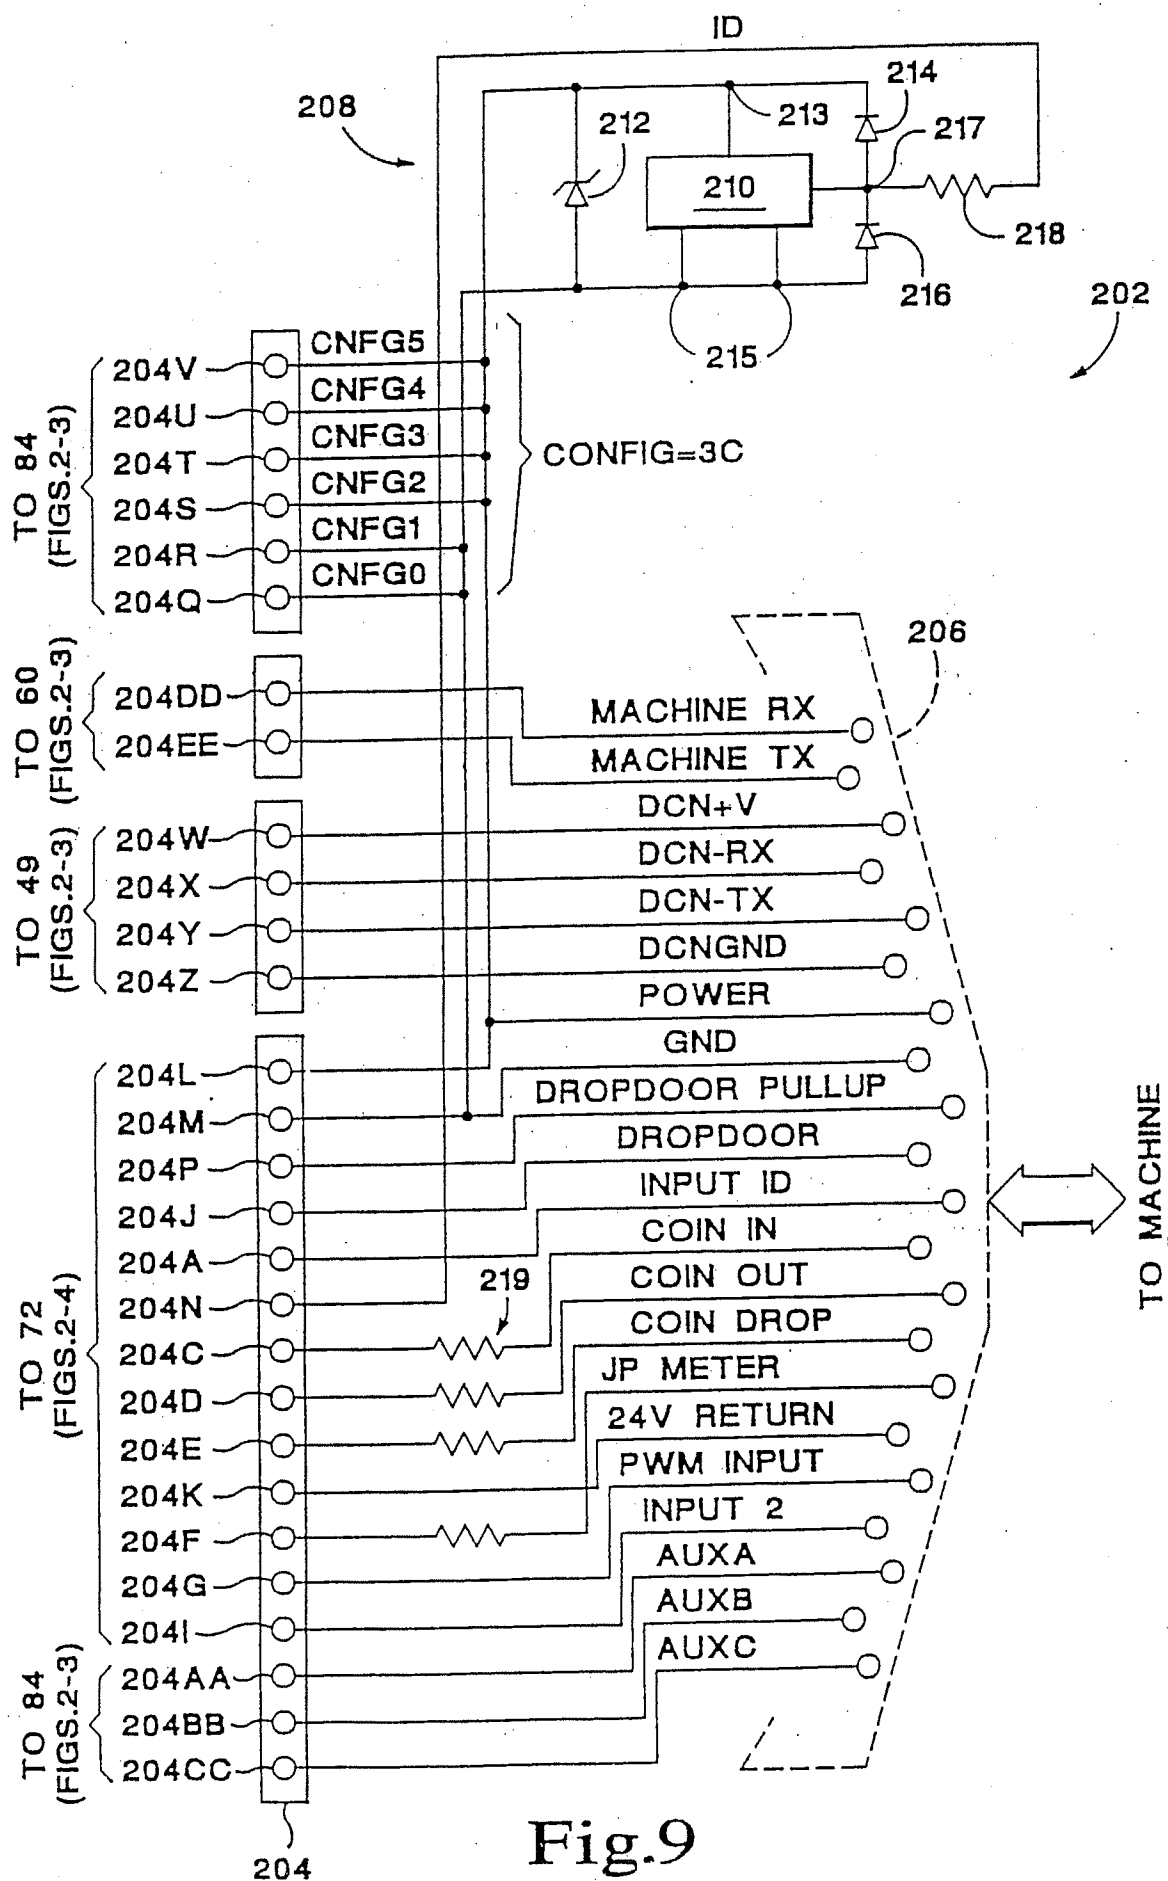 ID
208
212
213
214
217
210
218
216
215
202
TO 84
(FIGS.2-3)
204V
CNFG5
204U
CNFG4
204T
CNFG3
204S
CNFG2
204R
CNFG1
204Q
CNFG0
CONFIG=3C
206
TO 60
(FIGS.2-3)
204DD
MACHINE RX
204EE
MACHINE TX
TO 49
(FIGS.2-3)
204W
DCN+V
204X
DCN-RX
204Y
DCN-TX
204Z
DCNGND
POWER
GND
TO 72
(FIGS.2-4)
204L
204M
DROPDOOR PULLUP
204P
DROPDOOR
204J
INPUT ID
204A
COIN IN
204N
219
COIN OUT
204C
COIN DROP
204D
JP METER
204E
24V RETURN
204K
PWM INPUT
204F
INPUT 2
204G
AUXA
204I
AUXB
AUXC
TO MACHINE
TO 84
(FIGS.2-3)
204AA
204BB
204CC
204
Fig.9